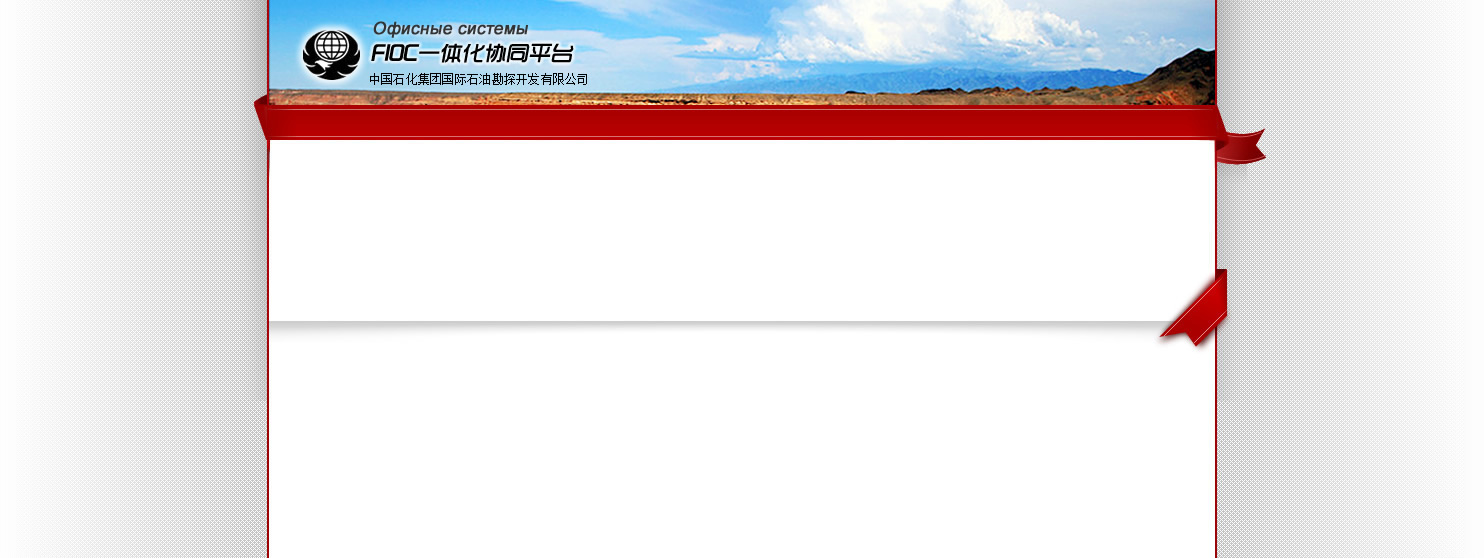 Офисные системы
FIOC一体化协同平台
中国石化集团国际石油勘探开发有限公司